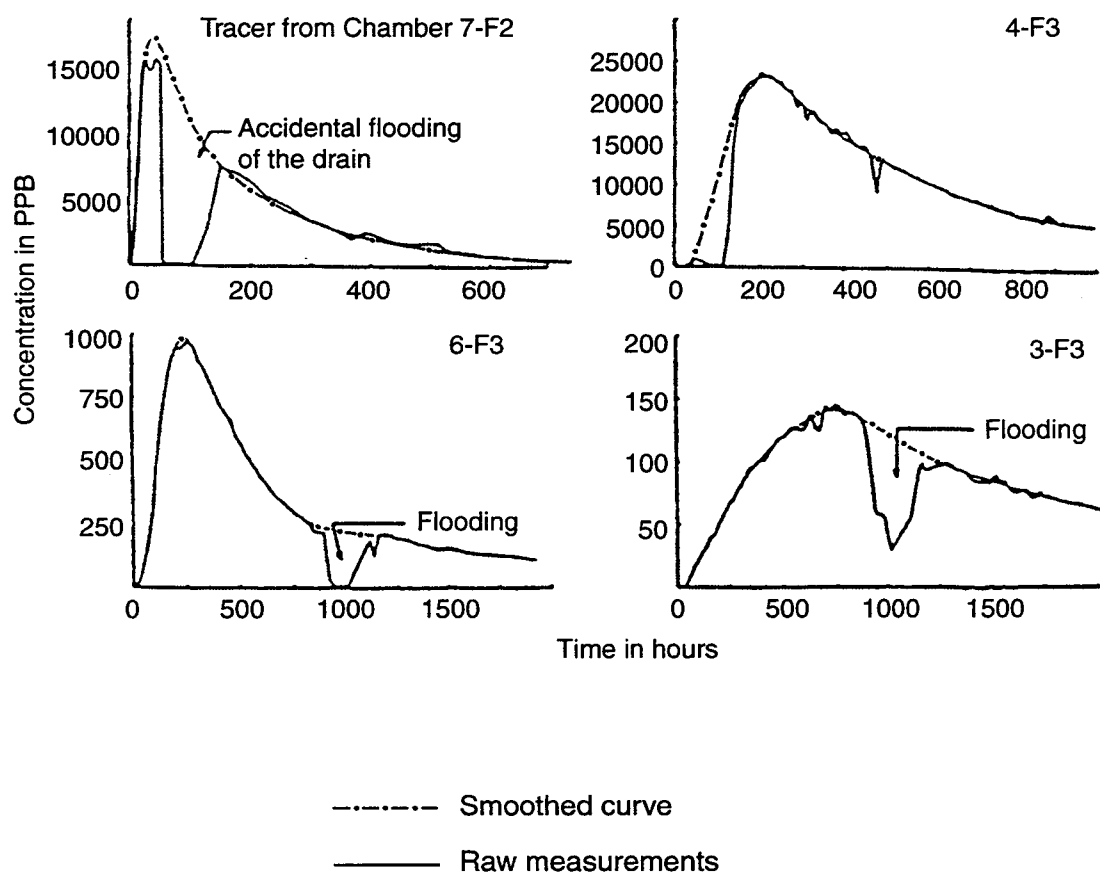 Tracer from Chamber 7-F2
15000
10000
5000
Accidental flooding
of the drain
200
400
600
0
4-F3
25000
20000
15000
10000
5000
0
0
200
400
600
800
Concentration in PPB
6-F3
1000
750
500
250
Flooding
0
500
1000
1500
3-F3
200
150
100
50
Flooding
0
500
1000
1500
Time in hours
Smoothed curve
Raw measurements